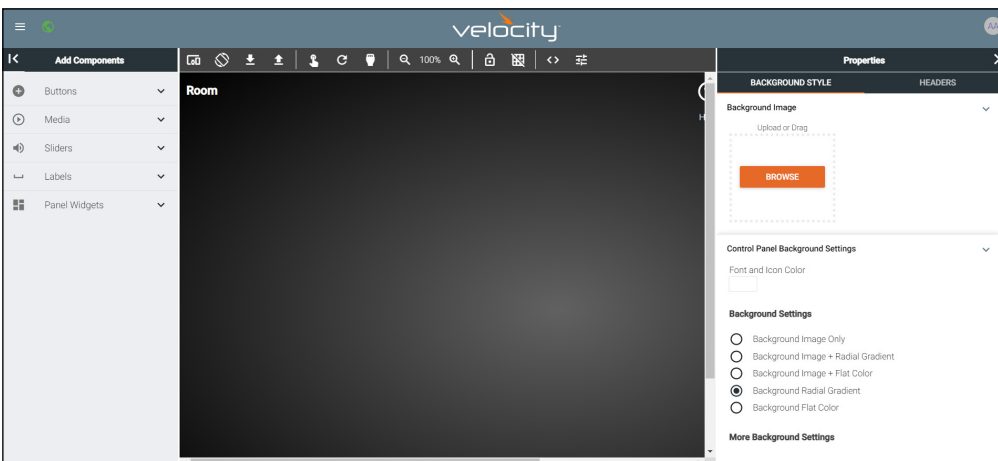 velocity
AA
Add Components
100%
Properties
Buttons
Media
Sliders
Labels
Panel Widgets
Room
H
BACKGROUND STYLE
HEADERS
Background Image
Upload or Drag
BROWSE
Control Panel Background Settings
Font and Icon Color
Background Settings
Background Image Only
Background Image + Radial Gradient
Background Image + Flat Color
Background Radial Gradient
Background Flat Color
More Background Settings